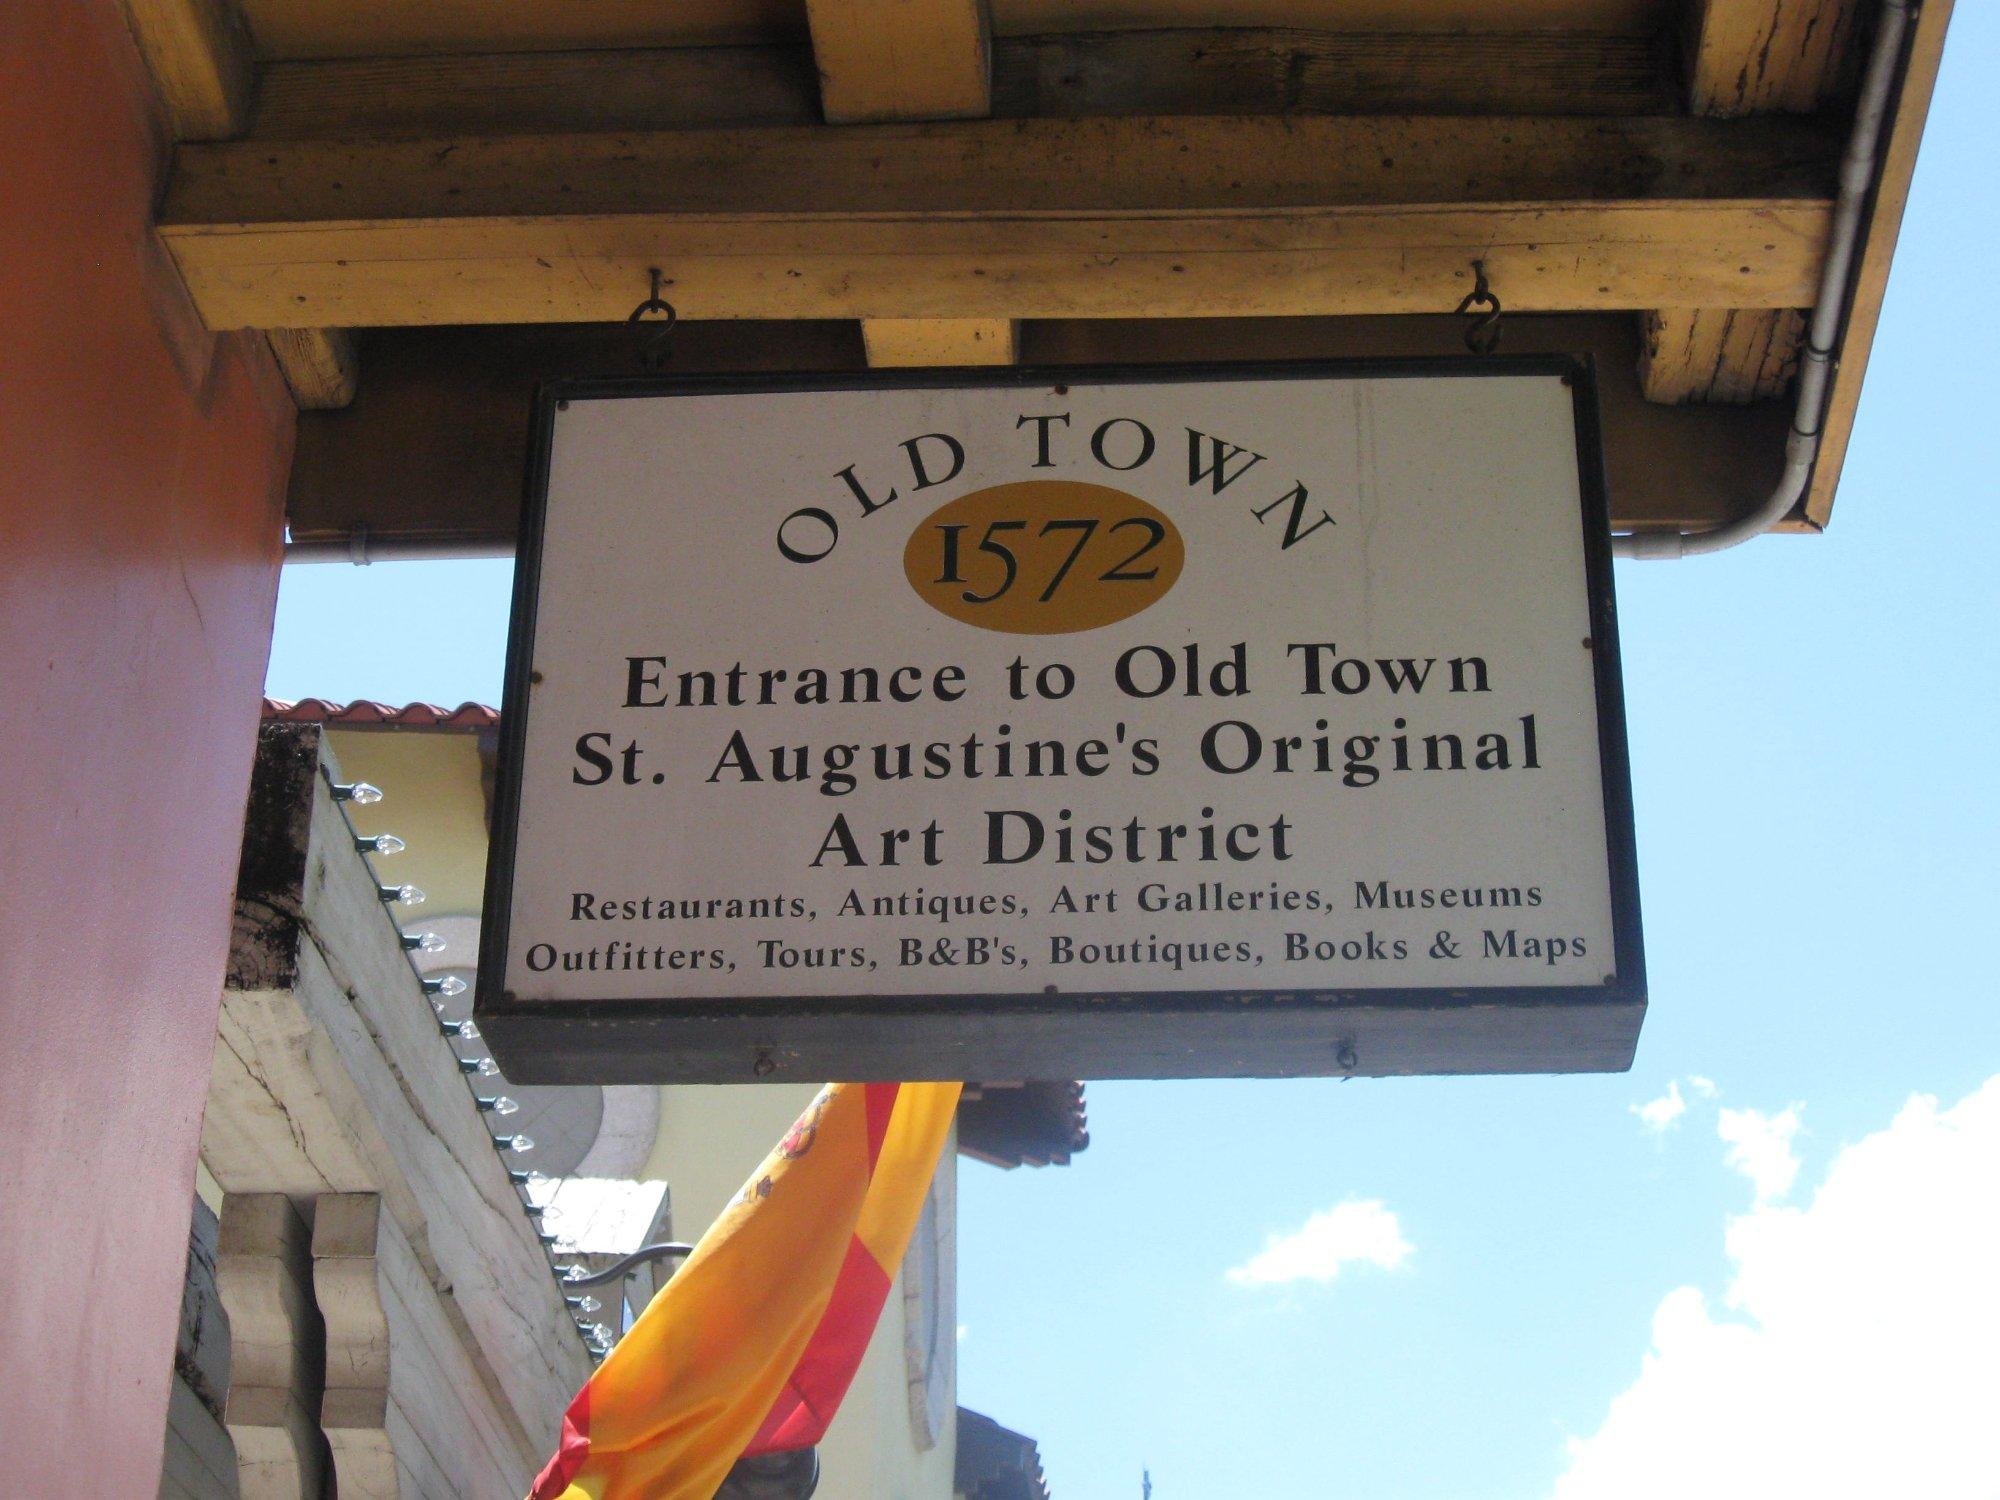 OLD TOWN
1572
Entrance to Old Town
St. Augustine's Original
Art District
Restaurants, Antiques, Art Galleries, Museums
Outfitters, Tours, B&B's, Boutiques, Books & Maps